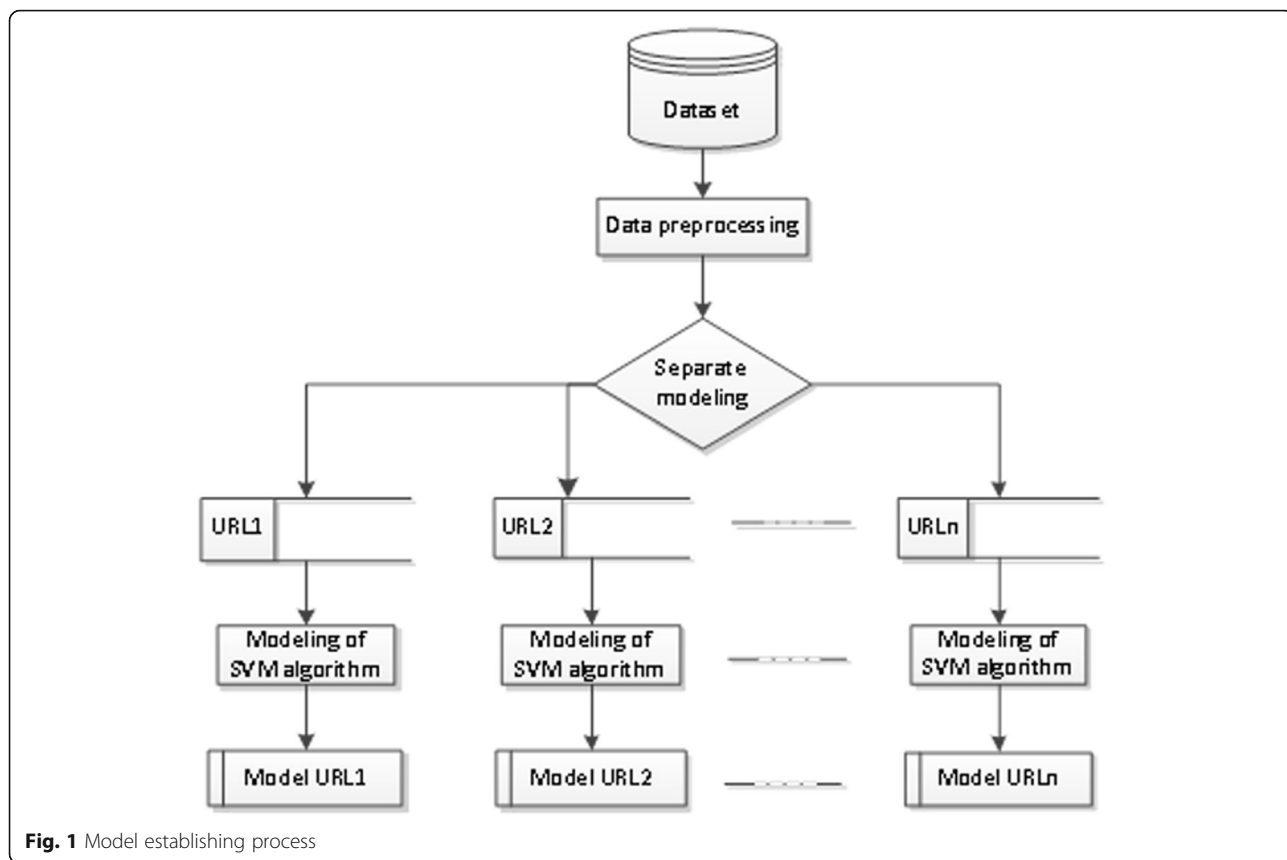 Dataset
Data preprocessing
Separate
modeling
URL1
URL2
URLn
Modeling of
SVM algorithm
Modeling of
SVM algorithm
Modeling of
SVM algorithm
Model URL1
Model URL2
Model URLn
Fig. 1 Model establishing process